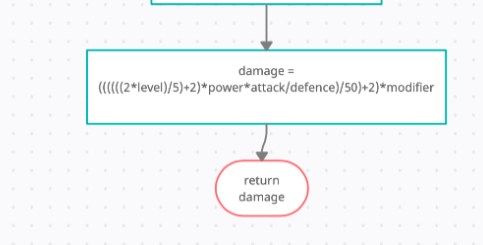 damage =
((((((2*level)/5)+2)*power*attack/defence)/50)+2)*modifier
return
damage